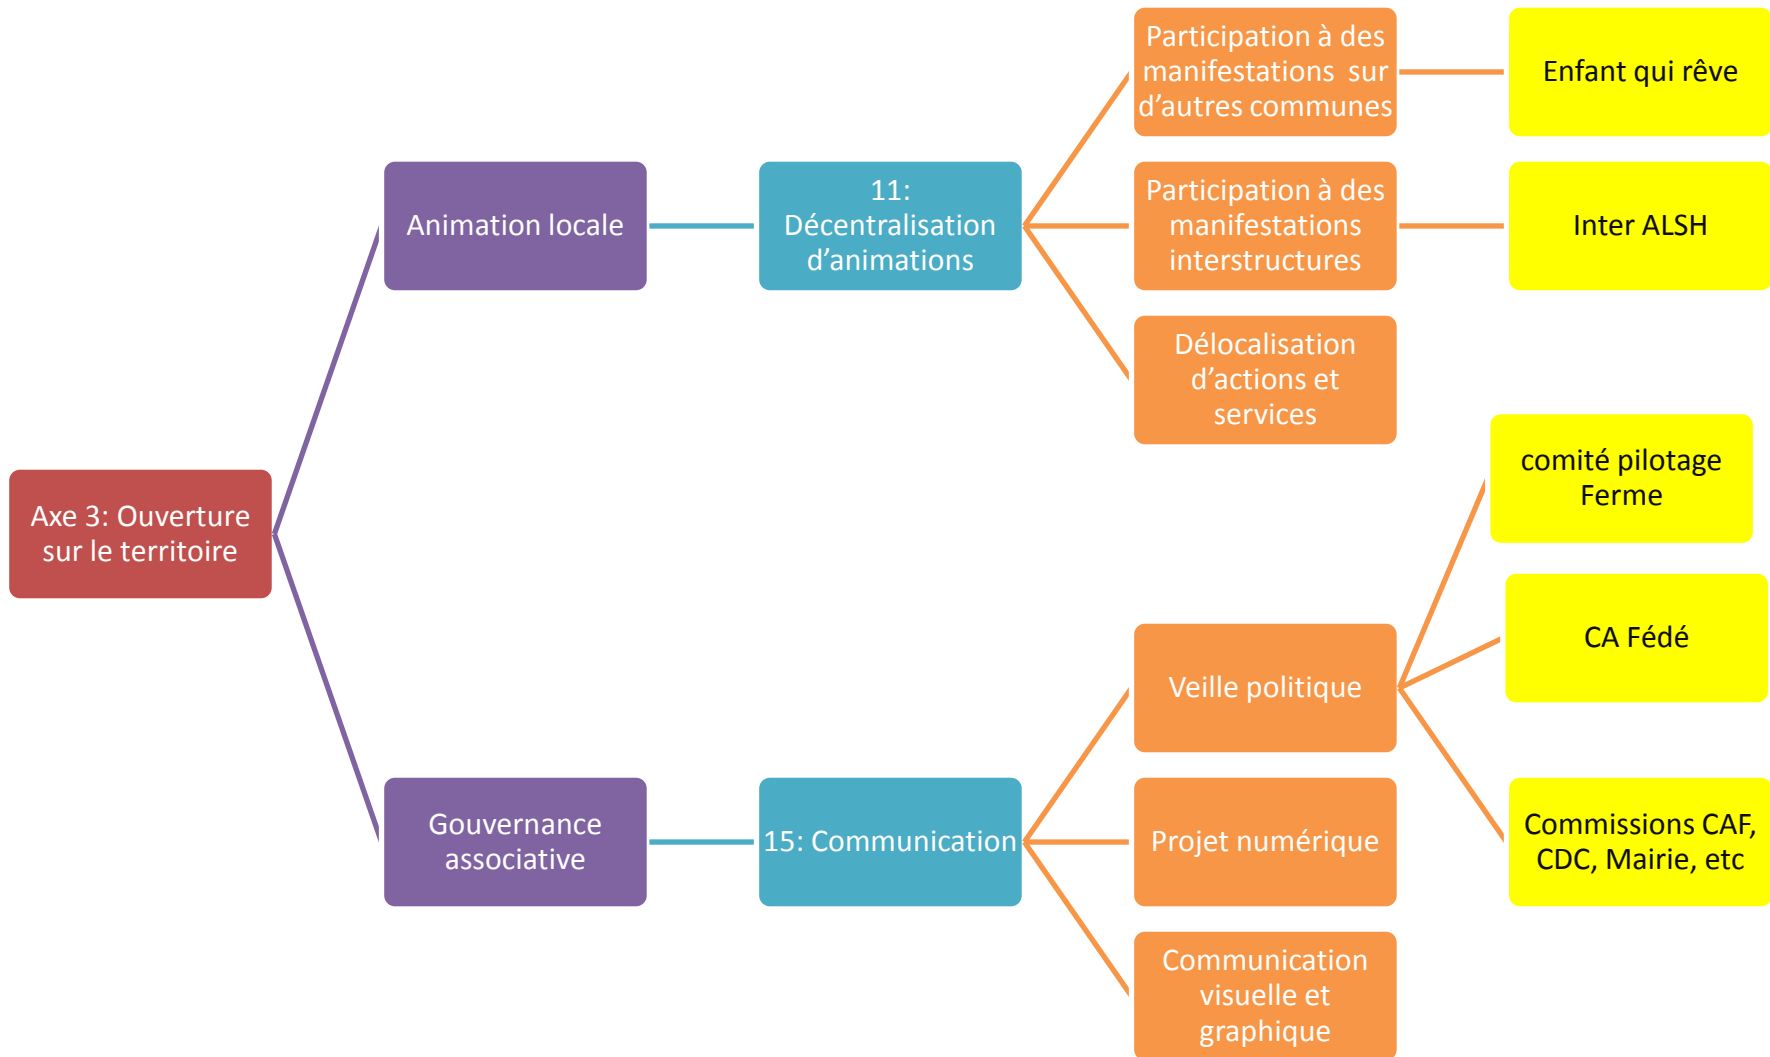 Axe 3: Ouverture
sur le territoire
Animation locale
11:
Décentralisation
d’animations
Participation à des
manifestations sur
d’autres communes
Enfant qui rêve
Participation à des
manifestations
interstructures
Inter ALSH
Délocalisation
d’actions et
services
Gouvernance
associative
15: Communication
Veille politique
comité pilotage
Ferme
CA Fédé
Commissions CAF,
CDC, Mairie, etc
Projet numérique
Communication
visuelle et
graphique